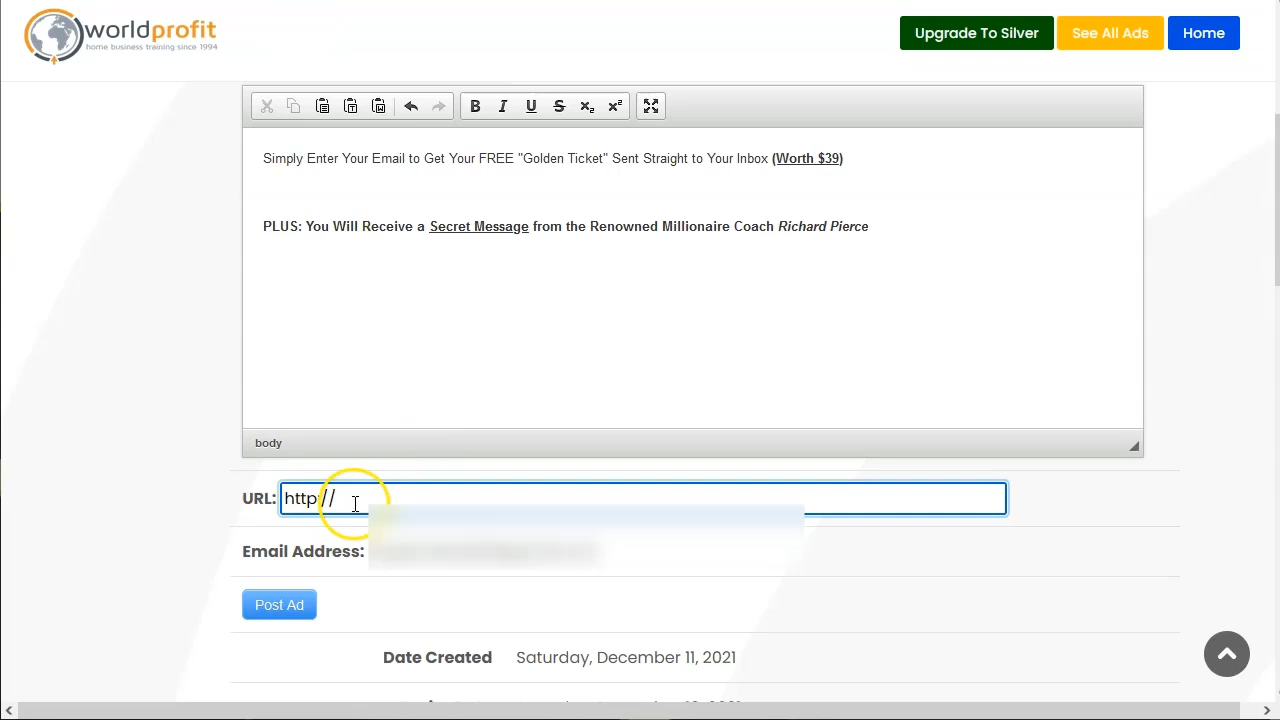 worldprofit
home business training since 1994
Upgrade To Silver
See All Ads
Home
B I U S x₂ x²
Simply Enter Your Email to Get Your FREE "Golden Ticket" Sent Straight to Your Inbox (Worth $39)
PLUS: You Will Receive a Secret Message from the Renowned Millionaire Coach Richard Pierce
body
URL: http://
Email Address:
Post Ad
Date Created Saturday, December 11, 2021